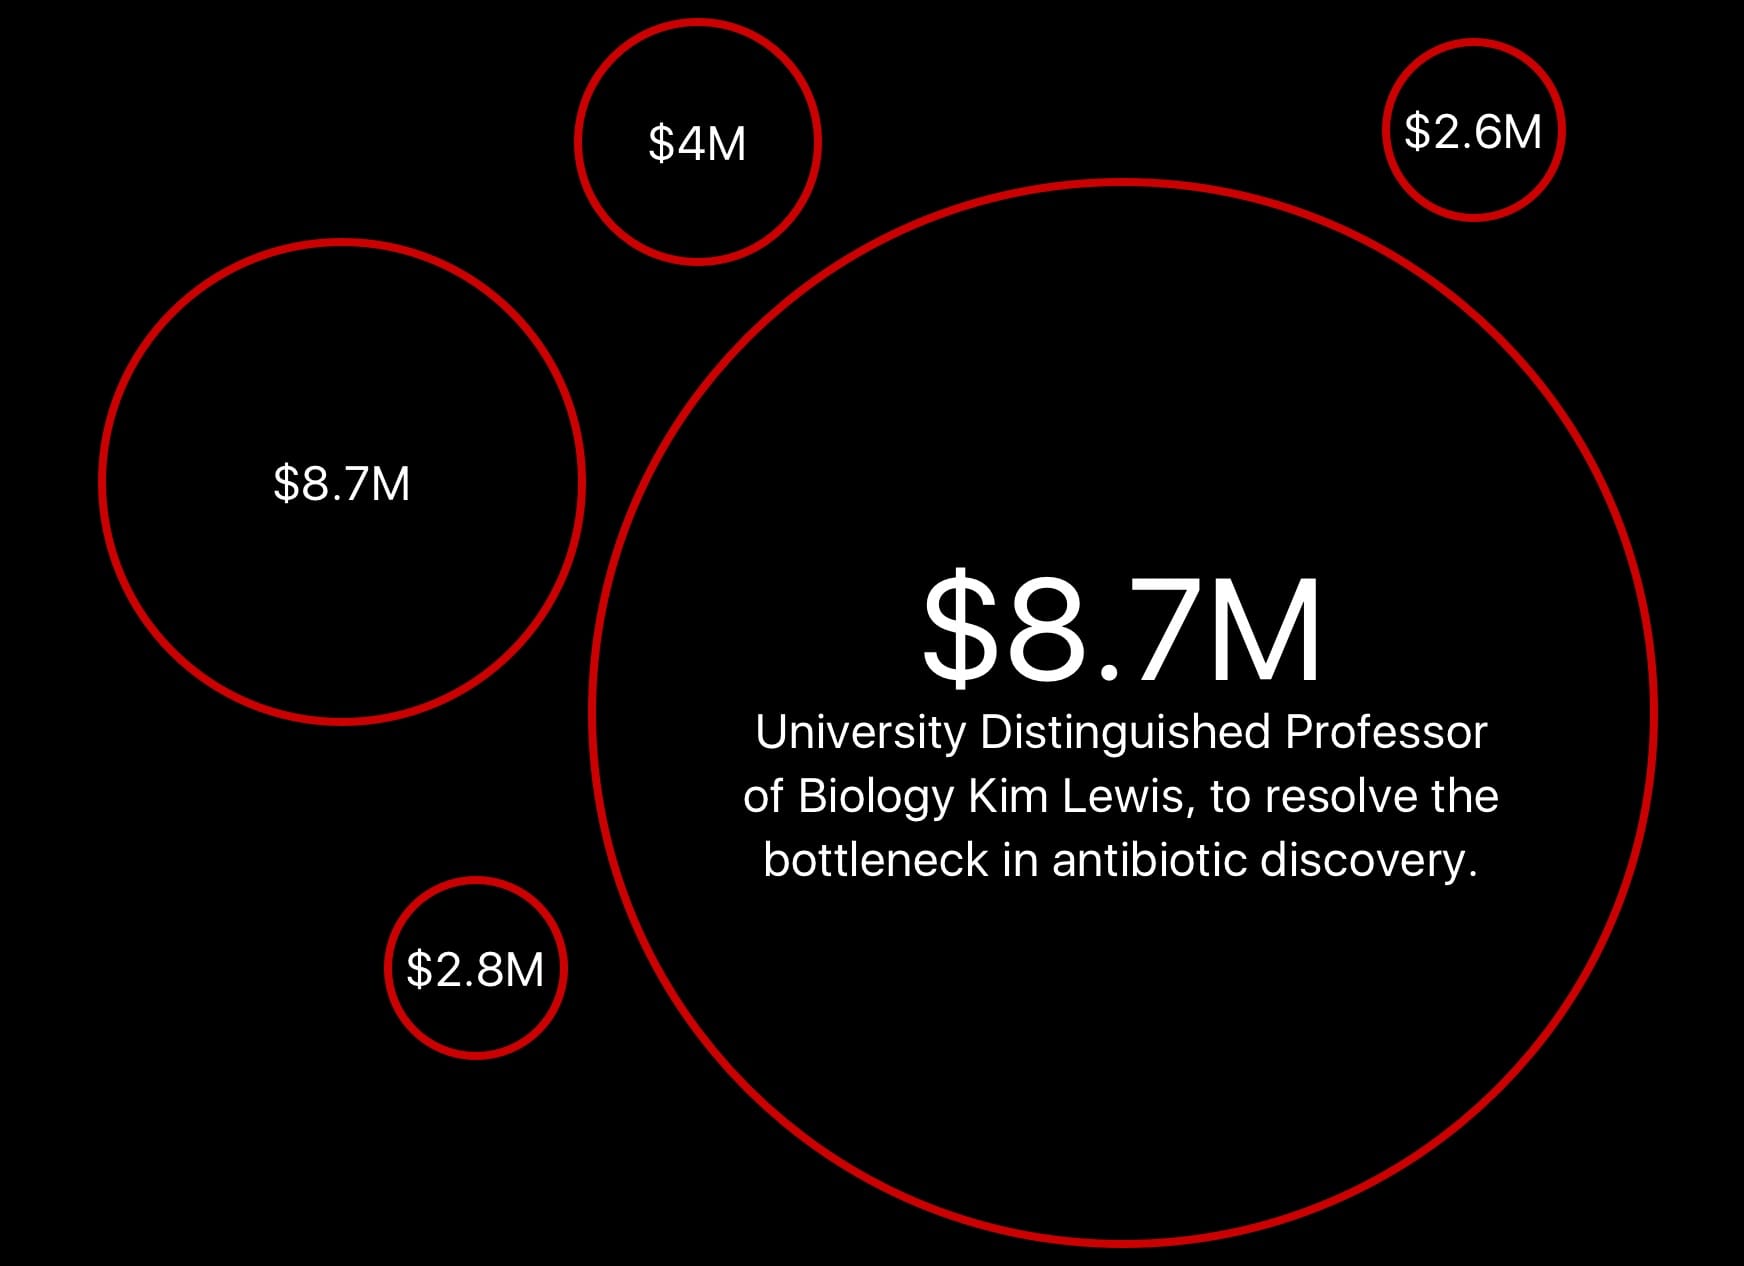 $4M
$2.6M
$8.7M
$8.7M
University Distinguished Professor
of Biology Kim Lewis, to resolve the
bottleneck in antibiotic discovery.
$2.8M